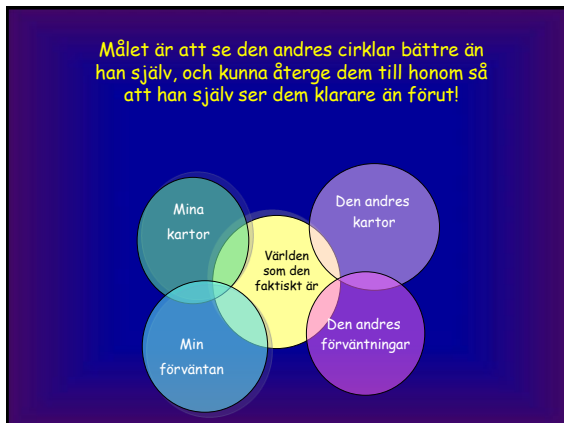 Målet är att se den andres cirklar bättre än
han själv, och kunna återge dem till honom så
att han själv ser dem klarare än förut!
Mina
kartor
Den andres
kartor
Världen
som den
faktiskt är
Min
förväntan
Den andres
förväntningar